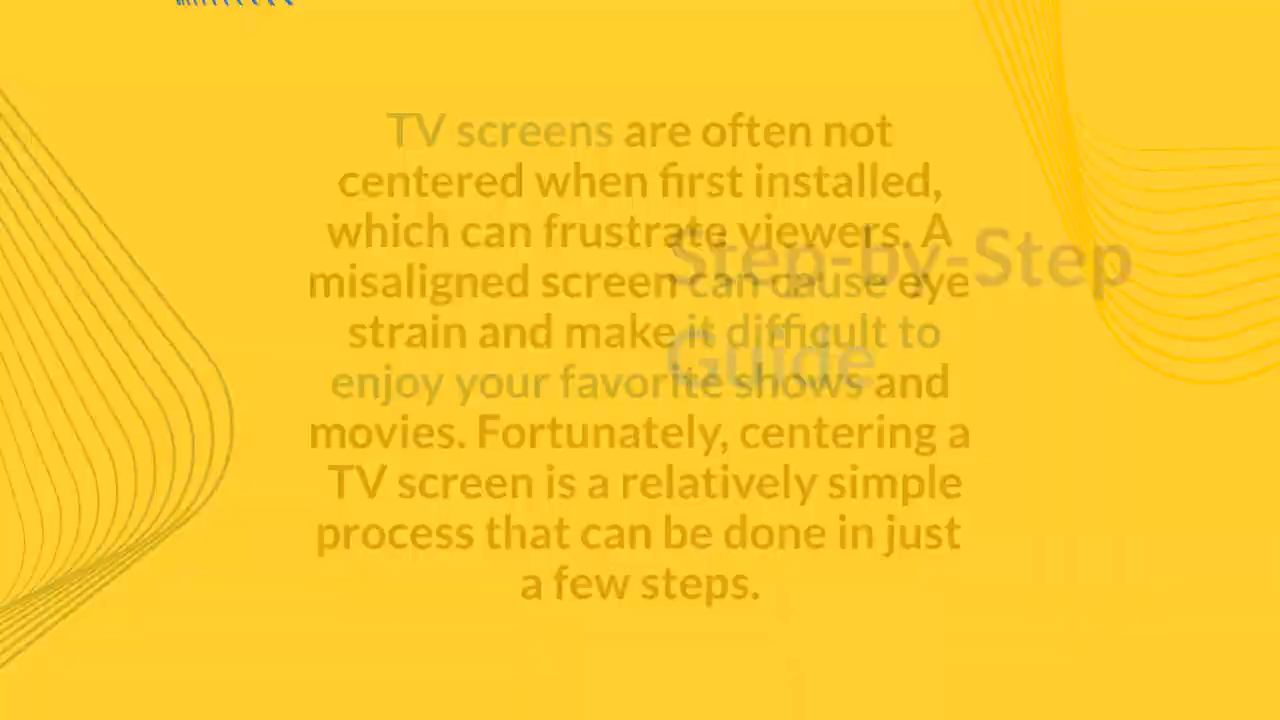 TV screens are often not
centered when first installed,
which can frustrate viewers. A
misaligned screen can cause eye
strain and make it difficult to
enjoy your favorite shows and
movies. Fortunately, centering a
TV screen is a relatively simple
process that can be done in just
a few steps.
Step-by-Step
Guide